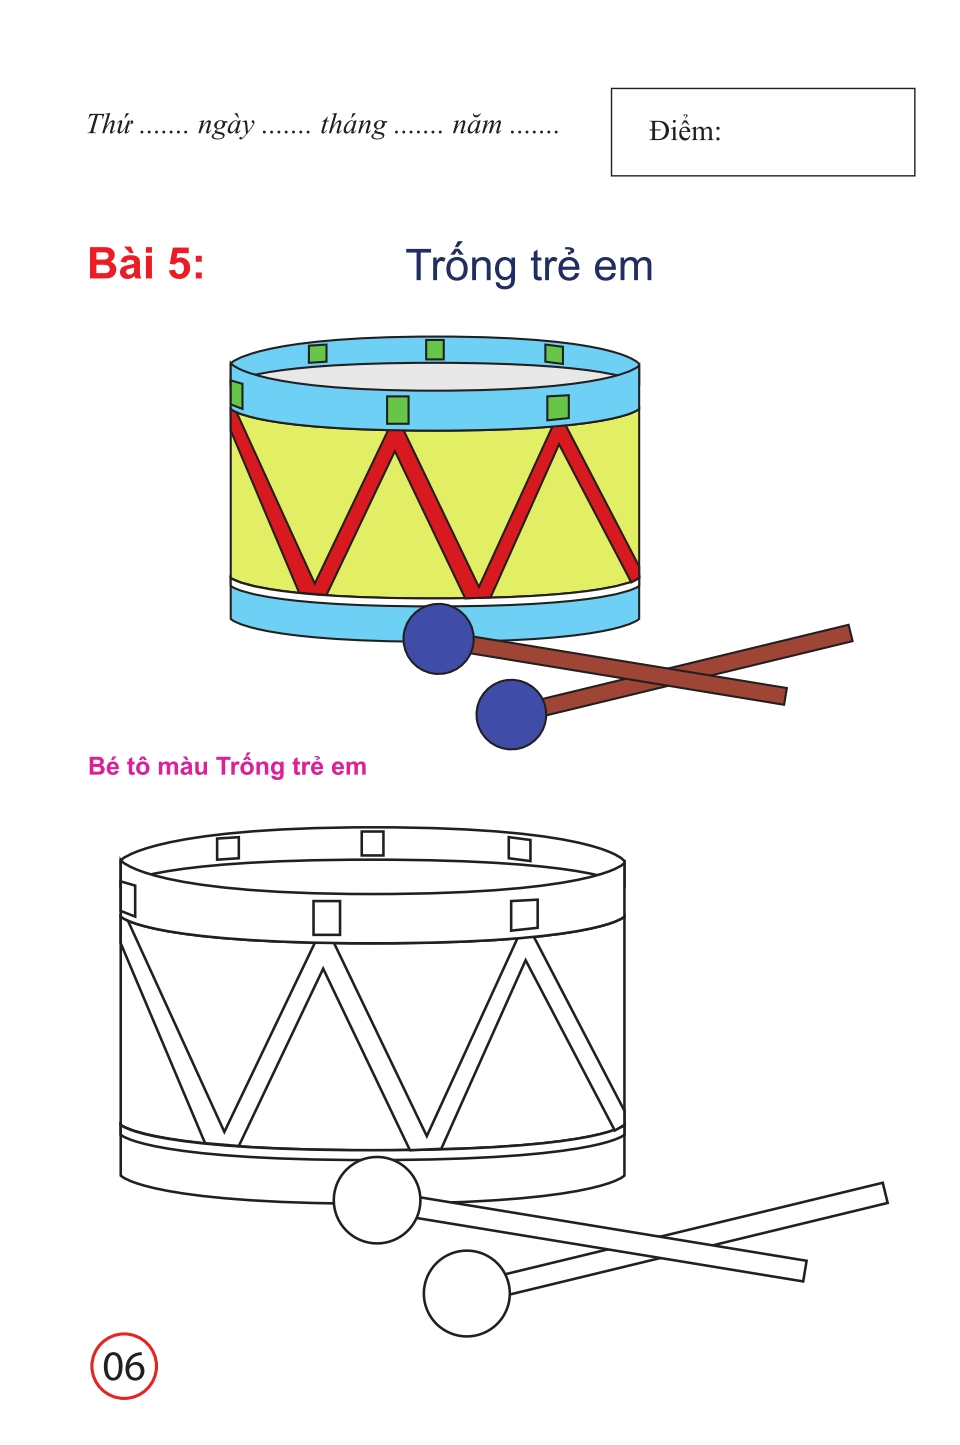 Thứ ....... ngày ....... tháng ....... năm .......
Điểm:
Bài 5: Trống trẻ em
Bé tô màu Trống trẻ em
06